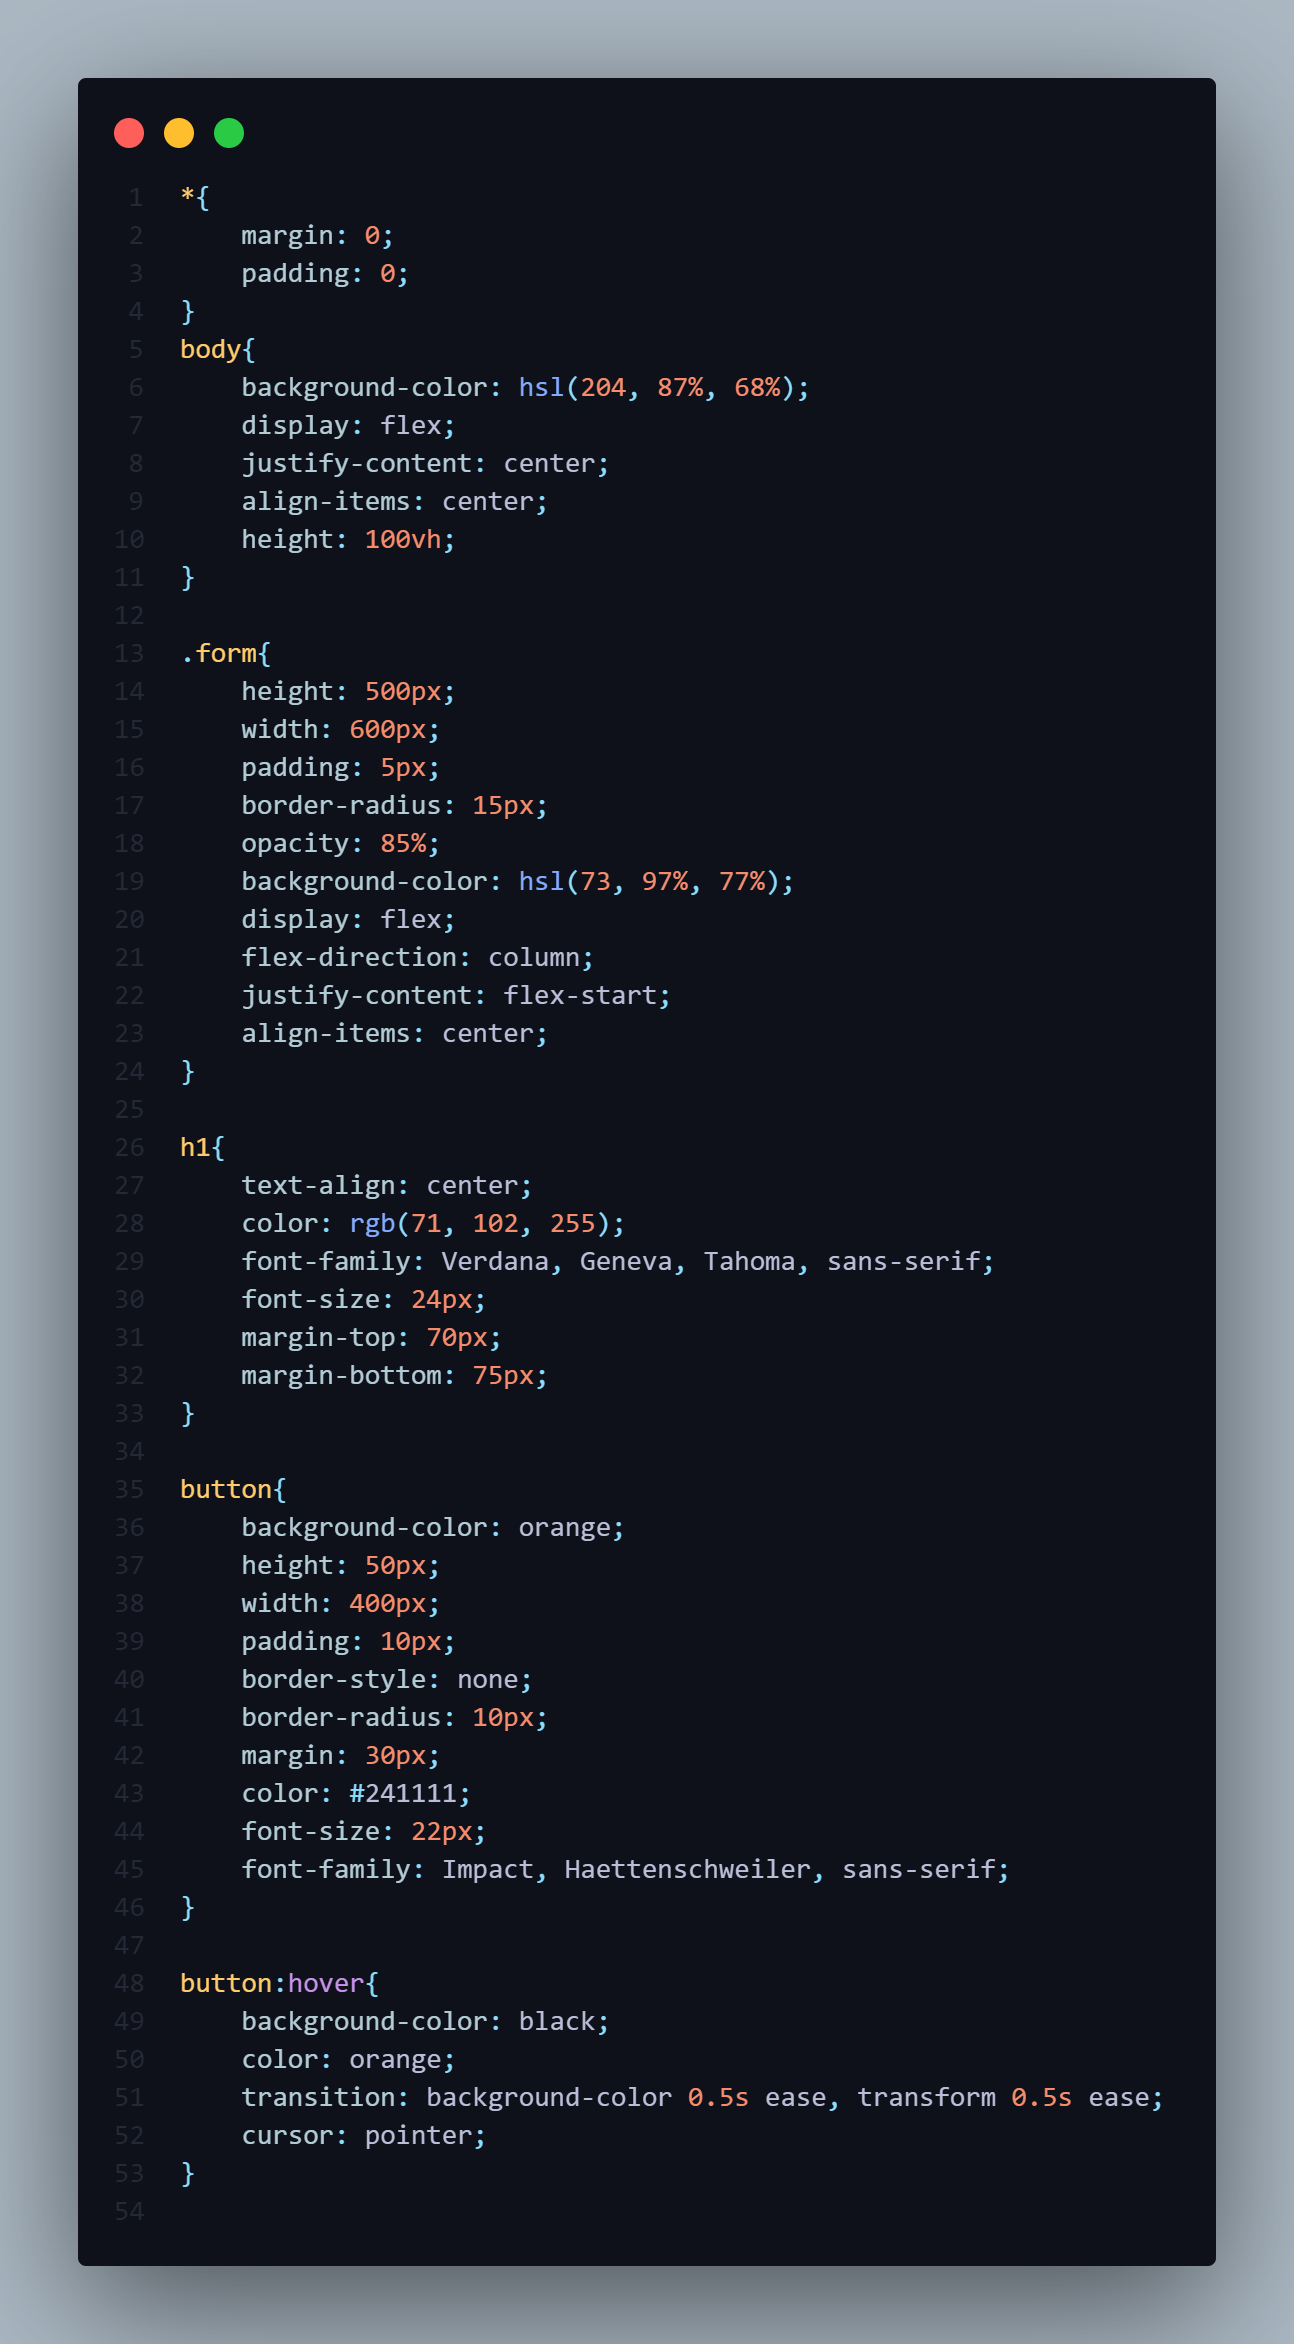 1 *{
2     margin: 0;
3     padding: 0;
4 }
5 body{
6     background-color: hsl(204, 87%, 68%);
7     display: flex;
8     justify-content: center;
9     align-items: center;
10     height: 100vh;
11 }
12
13 .form{
14     height: 500px;
15     width: 600px;
16     padding: 5px;
17     border-radius: 15px;
18     opacity: 85%;
19     background-color: hsl(73, 97%, 77%);
20     display: flex;
21     flex-direction: column;
22     justify-content: flex-start;
23     align-items: center;
24 }
25
26 h1{
27     text-align: center;
28     color: rgb(71, 102, 255);
29     font-family: Verdana, Geneva, Tahoma, sans-serif;
30     font-size: 24px;
31     margin-top: 70px;
32     margin-bottom: 75px;
33 }
34
35 button{
36     background-color: orange;
37     height: 50px;
38     width: 400px;
39     padding: 10px;
40     border-style: none;
41     border-radius: 10px;
42     margin: 30px;
43     color: #241111;
44     font-size: 22px;
45     font-family: Impact, Haettenschweiler, sans-serif;
46 }
47
48 button:hover{
49     background-color: black;
50     color: orange;
51     transition: background-color 0.5s ease, transform 0.5s ease;
52     cursor: pointer;
53 }
54